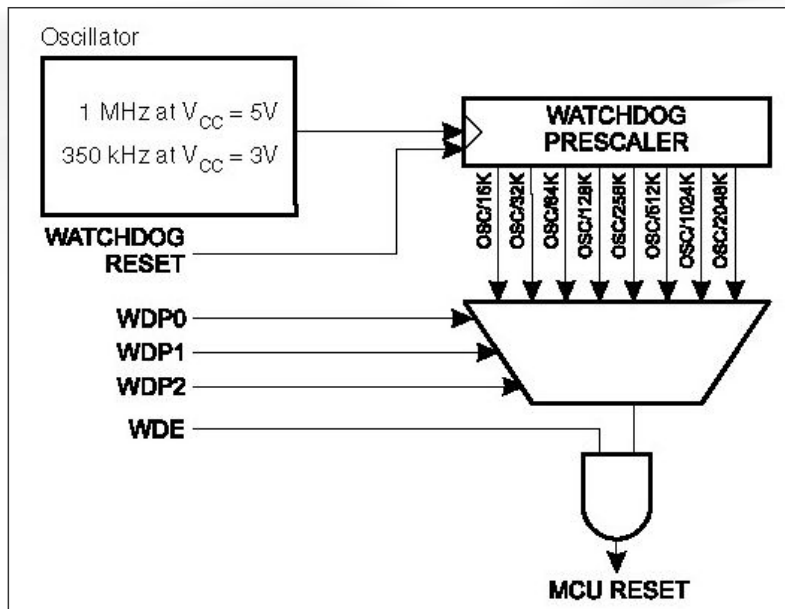 Oscillator
1 MHz at VCC = 5V
350 kHz at VCC = 3V
WATCHDOG
PRESCALER
OSC/16K
OSC/32K
OSC/64K
OSC/128K
OSC/258K
OSC/512K
OSC/1024K
OSC/2048K
WATCHDOG
RESET
WDP0
WDP1
WDP2
WDE
MCU RESET